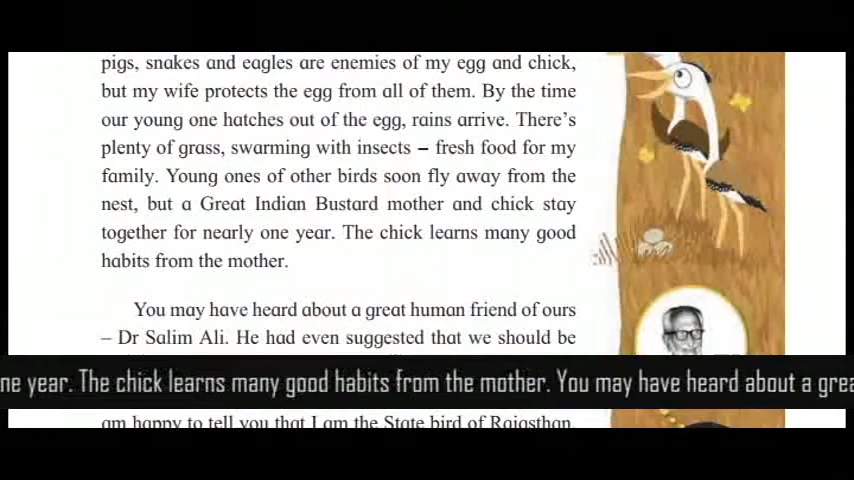 pigs, snakes and eagles are enemies of my egg and chick,
but my wife protects the egg from all of them. By the time
our young one hatches out of the egg, rains arrive. There's
plenty of grass, swarming with insects – fresh food for my
family. Young ones of other birds soon fly away from the
nest, but a Great Indian Bustard mother and chick stay
together for nearly one year. The chick learns many good
habits from the mother.
You may have heard about a great human friend of ours
– Dr Salim Ali. He had even suggested that we should be
year. The chick learns many good habits from the mother. You may have heard about a
am happy to tell you that I am the State bird of Rajasthan.